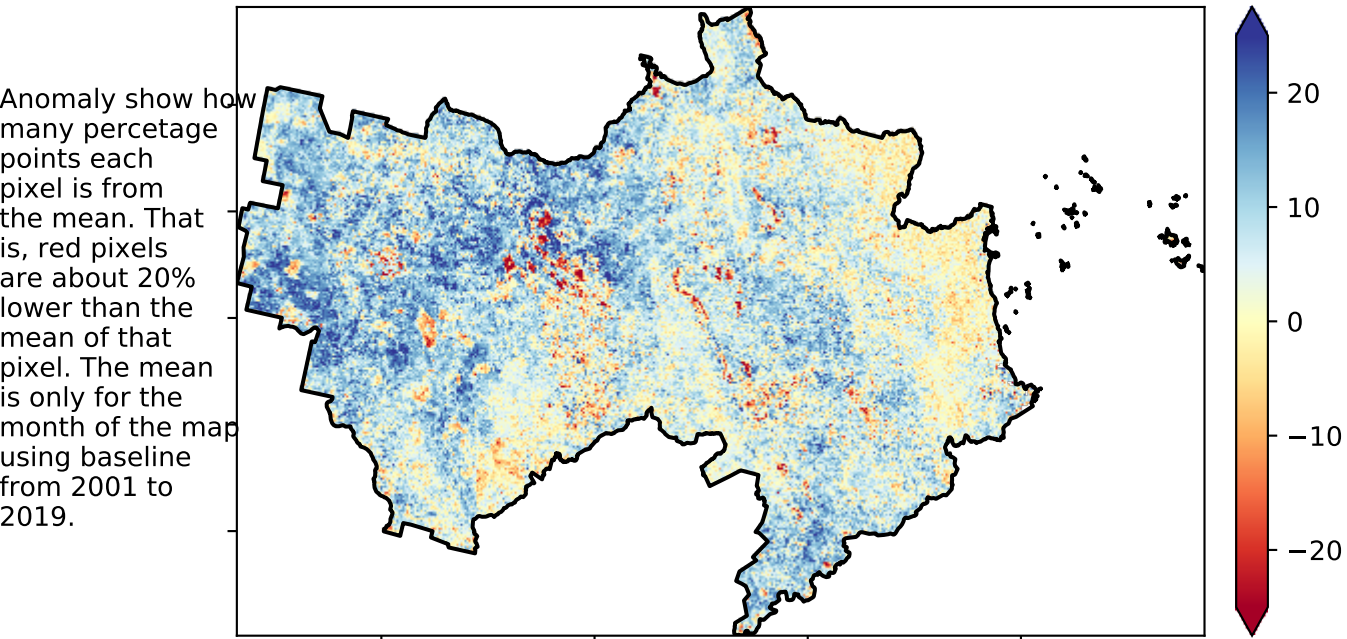 Anomaly show how
many percetage
points each
pixel is from
the mean. That
is, red pixels
are about 20%
lower than the
mean of that
pixel. The mean
is only for the
month of the map
using baseline
from 2001 to
2019.
20
10
0
−10
−20